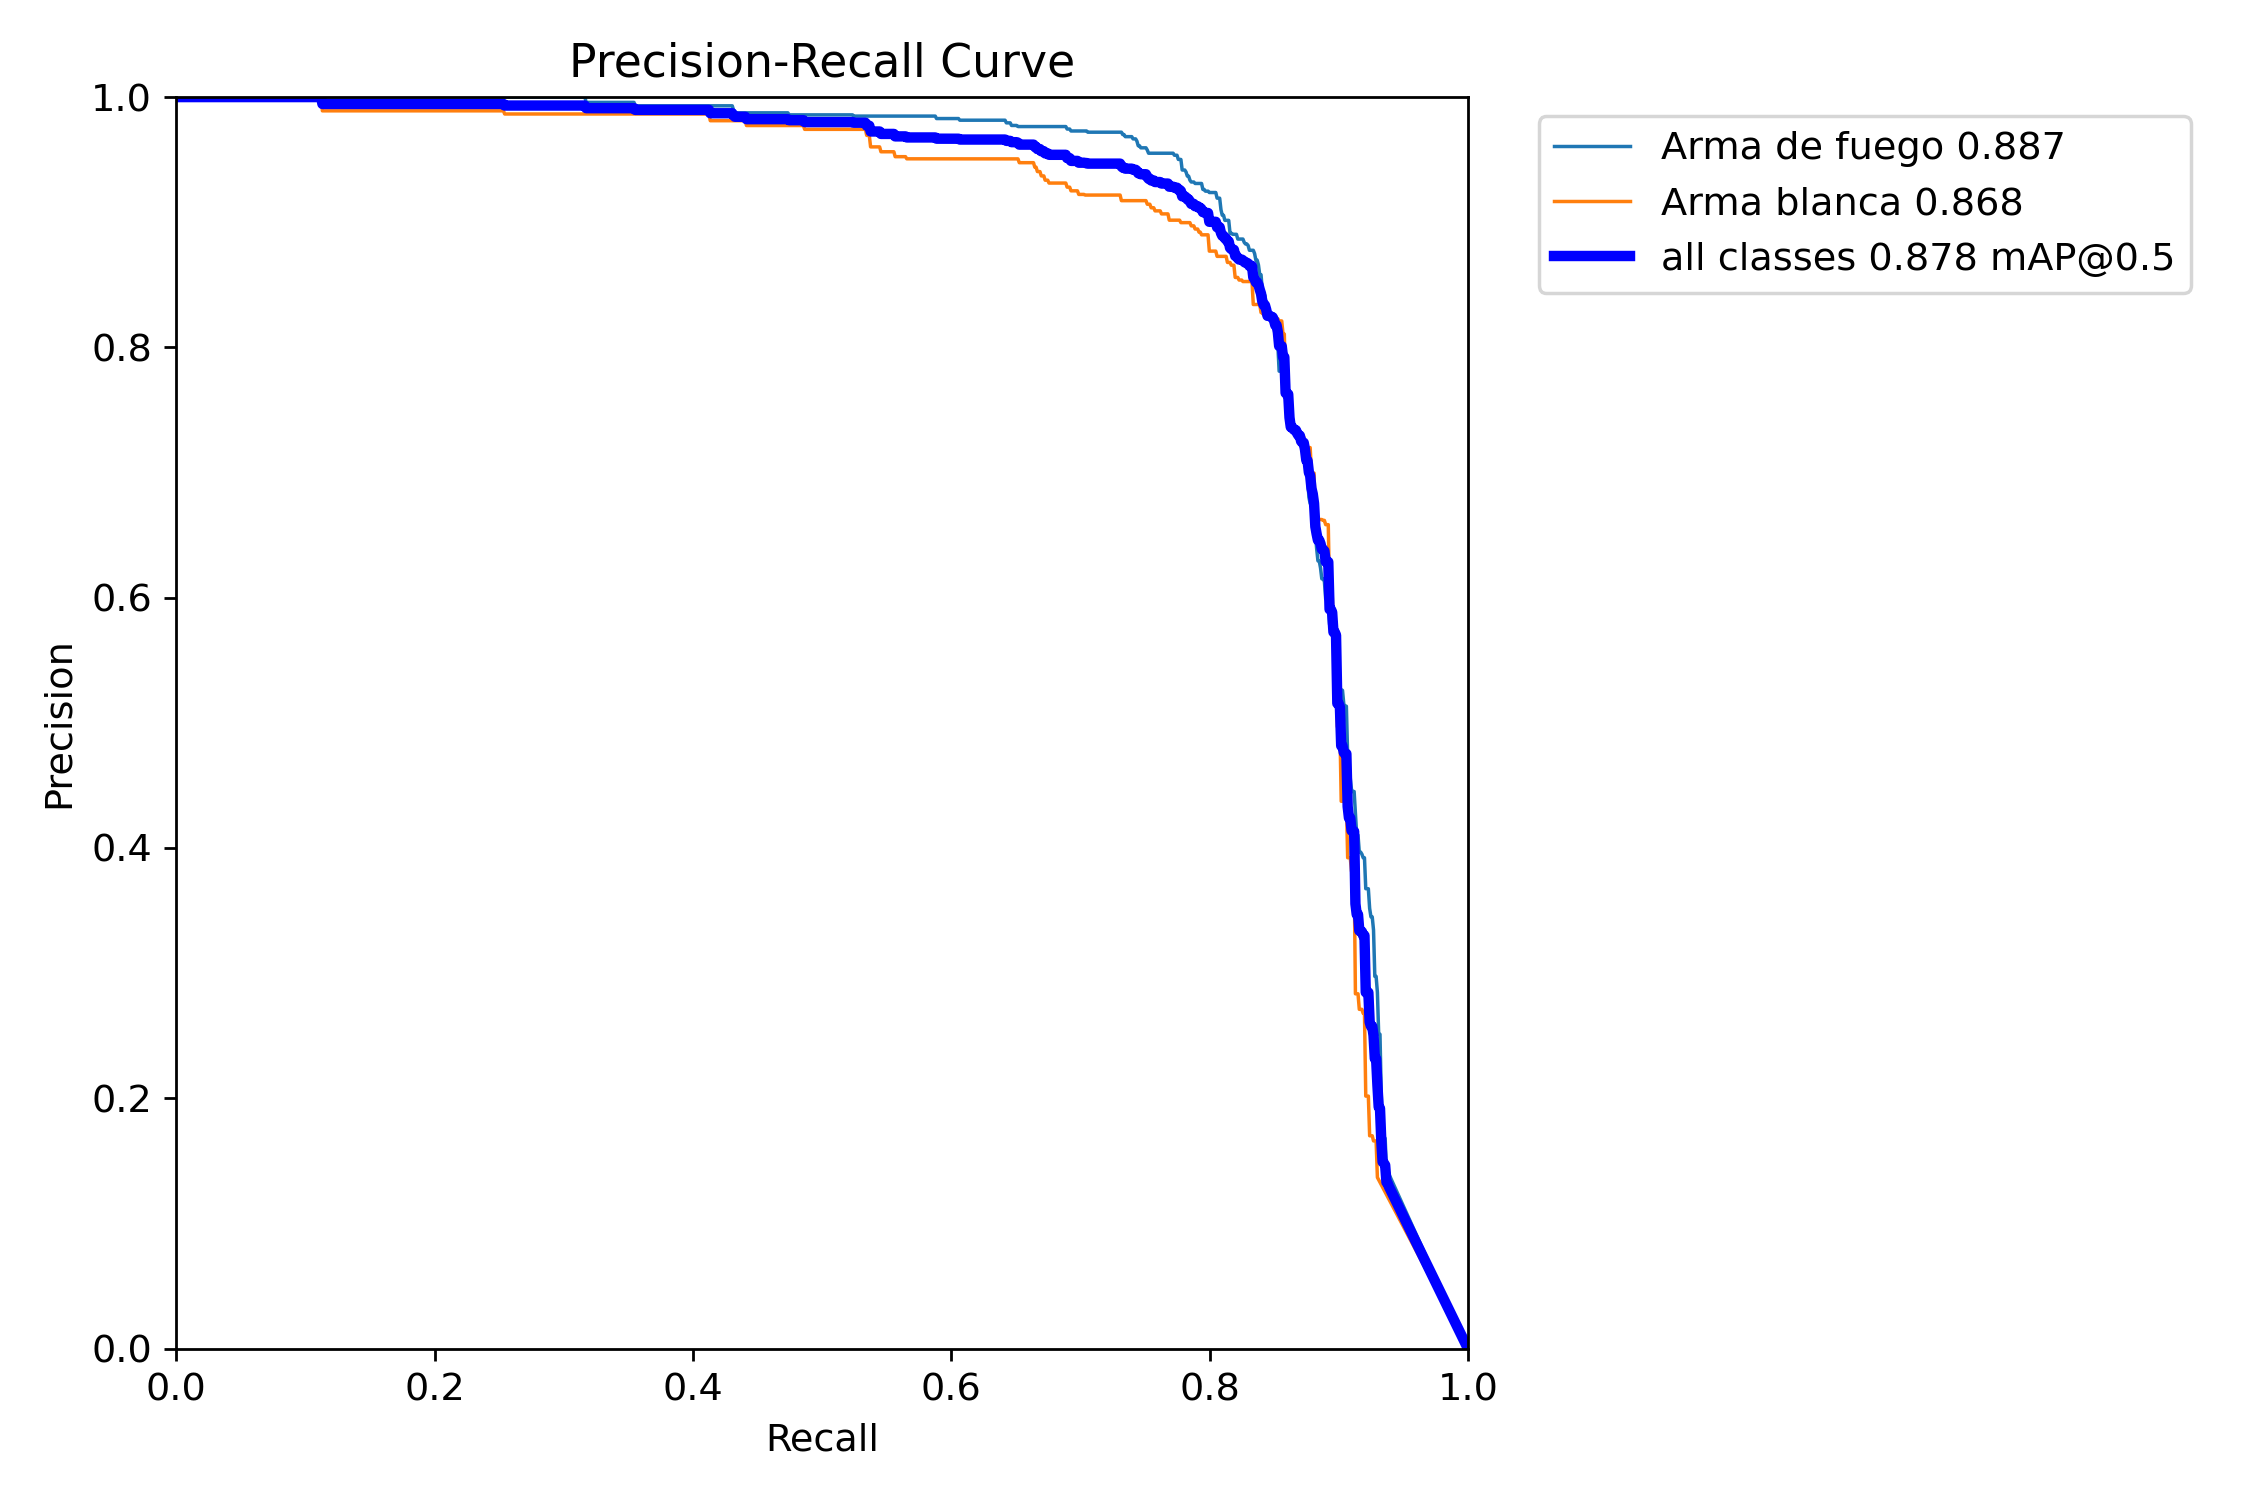 Precision-Recall Curve
1.0
0.8
0.6
0.4
0.2
0.0
Precision
0.0 0.2 0.4 0.6 0.8 1.0
Recall
Arma de fuego 0.887
Arma blanca 0.868
all classes 0.878 mAP@0.5